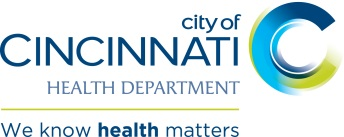 city of
CINCINNATI
HEALTH DEPARTMENT
We know health matters